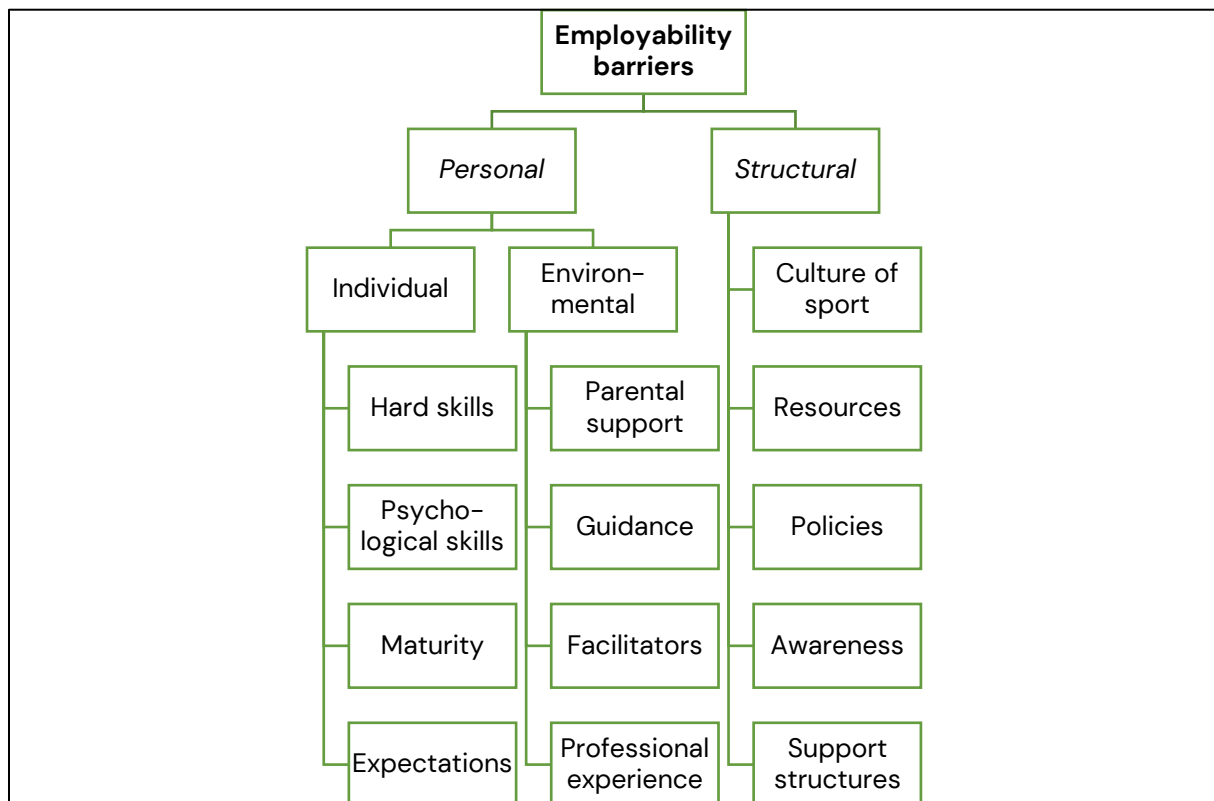 Employability
barriers
Personal
Structural
Individual
Environ-
mental
Culture of
sport
Hard skills
Parental
support
Resources
Psycho-
logical skills
Guidance
Policies
Maturity
Facilitators
Awareness
Expectations
Professional
experience
Support
structures